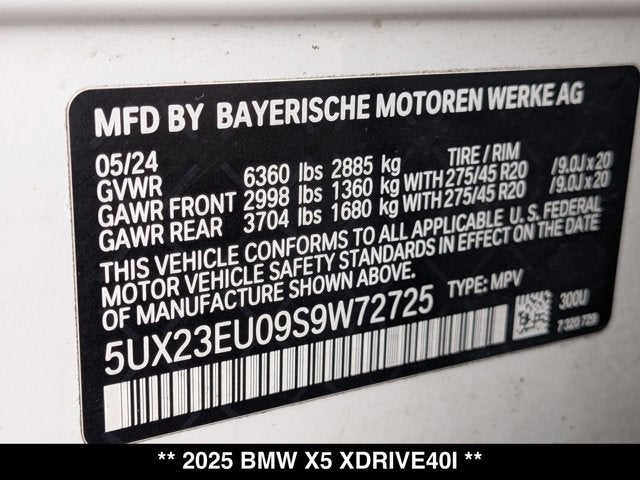 MFD BY BAYERISCHE MOTOREN WERKE AG
05/24 TIRE / RIM
GVWR 6360 lbs 2885 kg
GAWR FRONT 2998 lbs 1360 kg WITH 275/45 R20 /9.0J x 20
GAWR REAR 3704 lbs 1680 kg WITH 275/45 R20 /9.0J x 20
THIS VEHICLE CONFORMS TO ALL APPLICABLE U. S. FEDERAL
MOTOR VEHICLE SAFETY STANDARDS IN EFFECT ON THE DATE
OF MANUFACTURE SHOWN ABOVE.
5UX23EU09S9W72725 TYPE: MPV 300U
7 320 729
** 2025 BMW X5 XDRIVE40I **